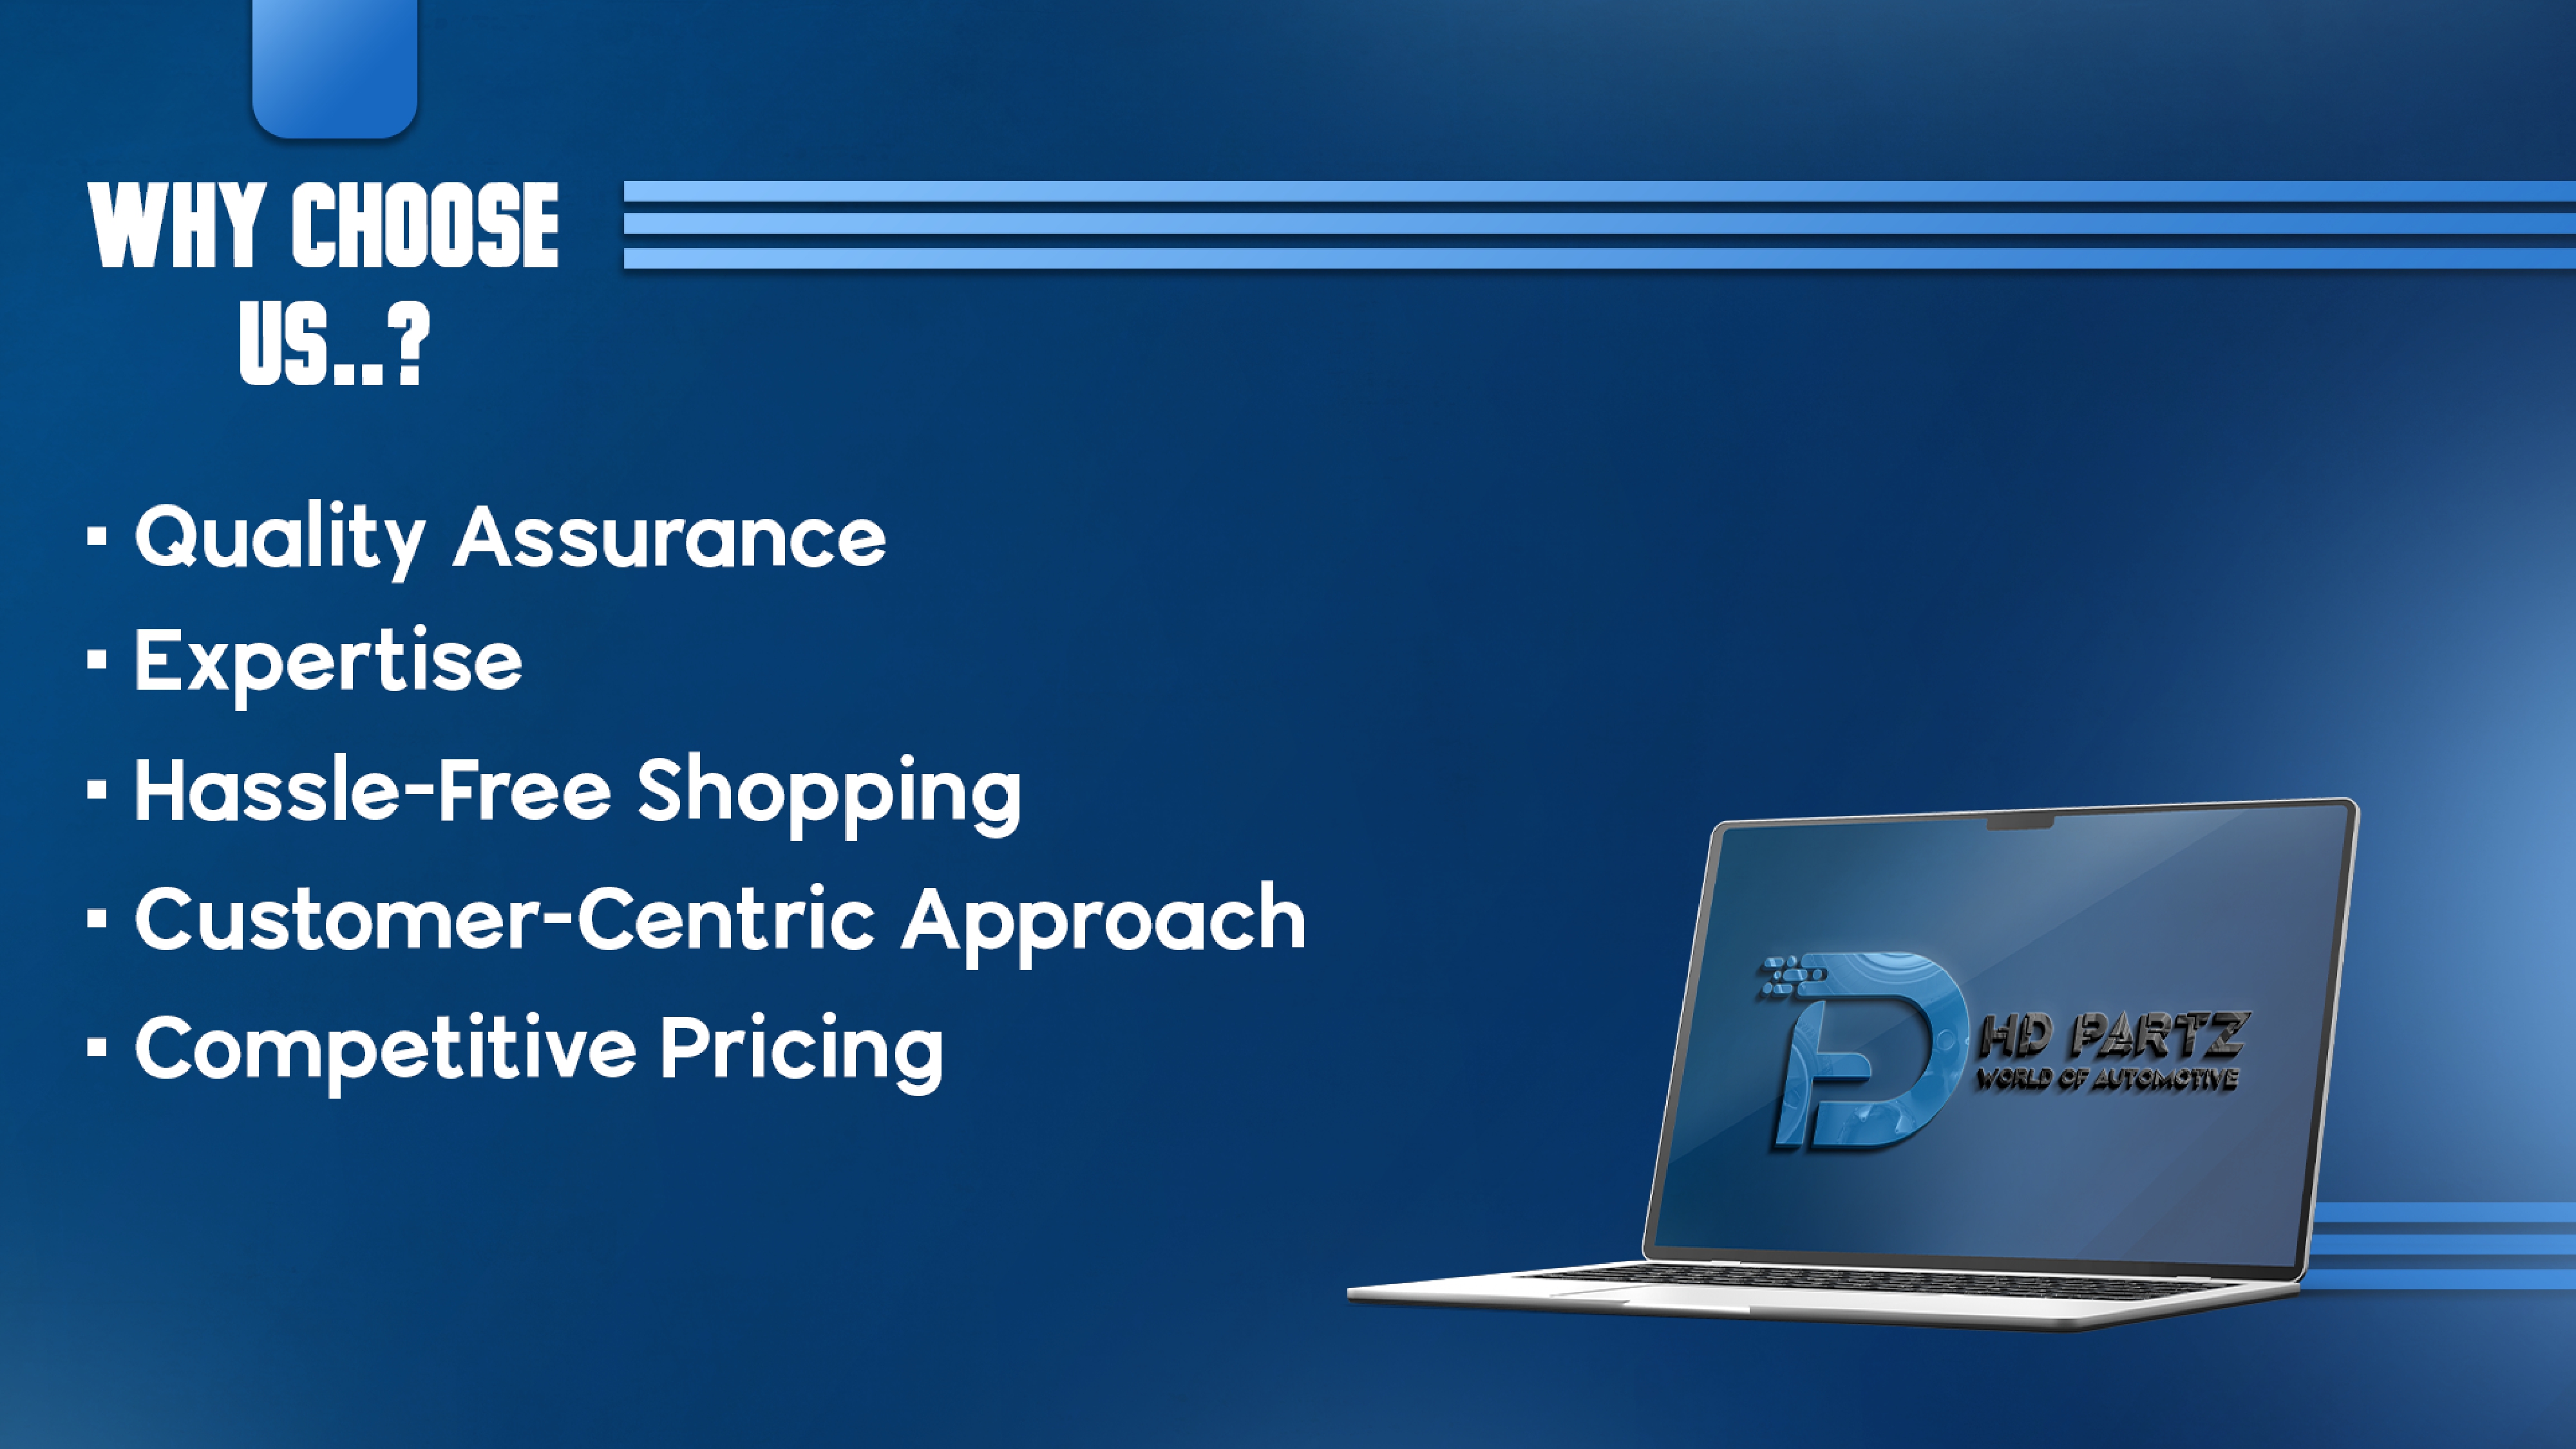 WHY CHOOSE
US..?
▪ Quality Assurance
▪ Expertise
▪ Hassle-Free Shopping
▪ Customer-Centric Approach
▪ Competitive Pricing
HD PARTZ
WORLD OF AUTOMOTIVE